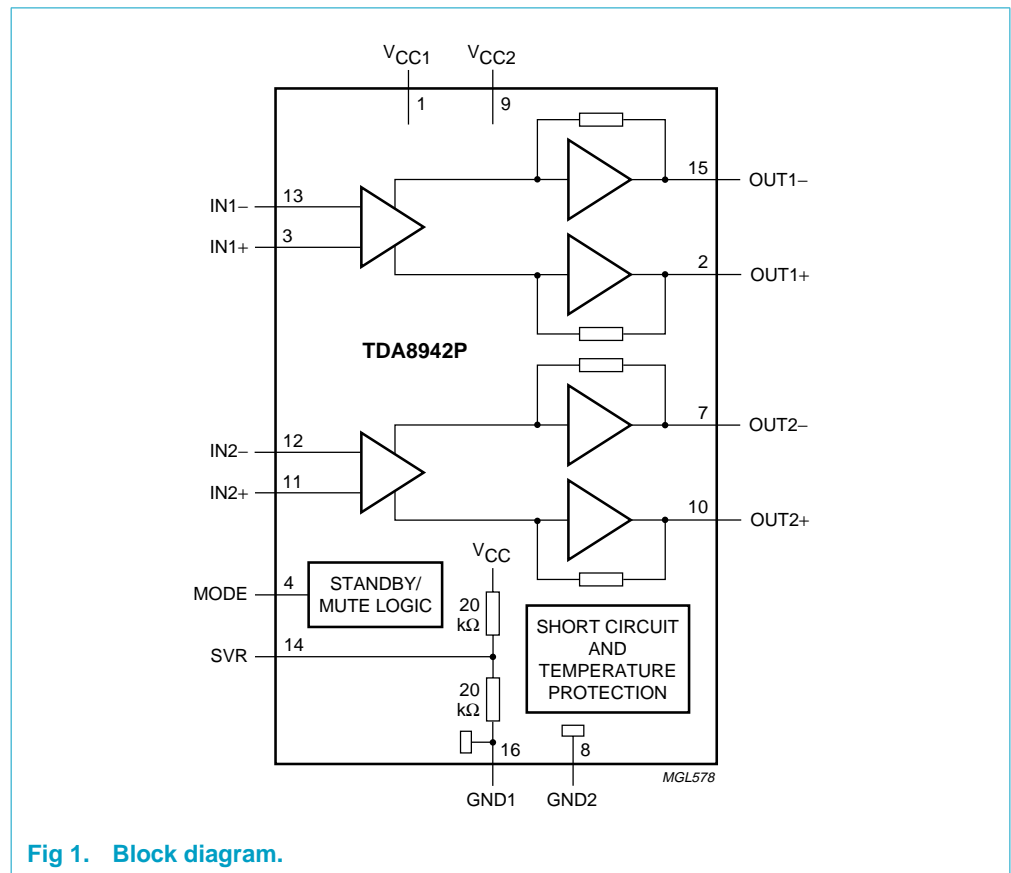 VCC1
VCC2
1
9
15
OUT1−
IN1−
13
IN1+
3
2
OUT1+
TDA8942P
7
OUT2−
IN2−
12
IN2+
11
10
OUT2+
VCC
MODE
4
STANDBY/
MUTE LOGIC
20
kΩ
SHORT CIRCUIT
AND
TEMPERATURE
PROTECTION
SVR
14
20
kΩ
16
8
MGL578
GND1
GND2
Fig 1. Block diagram.